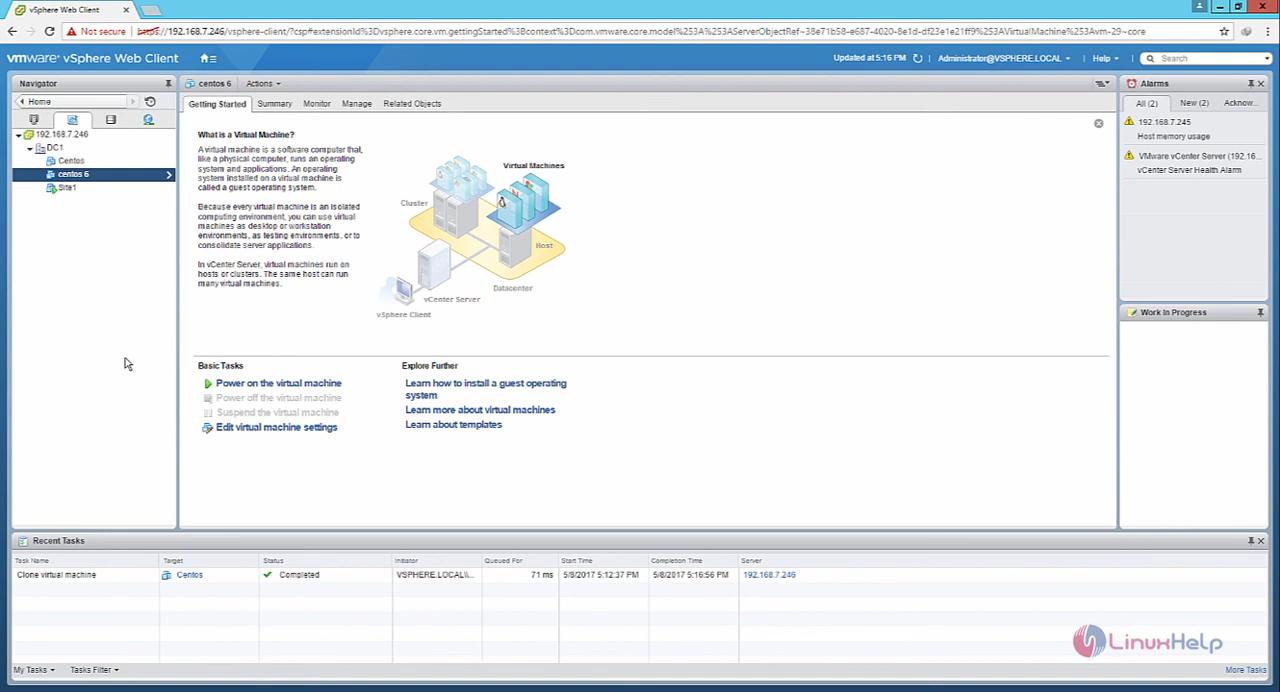 vSphere Web Client
Not secure
https://192.168.7.246/vsphere-client/?csp#extensionId%3Dvsphere.core.vm.gettingStarted%3Bcontext%3Dcom.vmware.core.model%253A%253AServerObjectRef~38e71b58-e687-4020-8e1d-df23e1e21ff9%253AVirtualMachine%253Avm-29~core
vmware® vSphere Web Client
Updated at 5:16 PM
Administrator@VSPHERE.LOCAL
Help
Search
Navigator
Home
192.168.7.246
DC1
Centos
centos 6
Site1
centos 6
Actions
Getting Started
Summary
Monitor
Manage
Related Objects
What is a Virtual Machine?
A virtual machine is a software computer that,
like a physical computer, runs an operating
system and applications. An operating
system installed on a virtual machine is
called a guest operating system.
Because every virtual machine is an isolated
computing environment, you can use virtual
machines as desktop or workstation
environments, as testing environments, or to
consolidate server applications.
In vCenter Server, virtual machines run on
hosts or clusters. The same host can run
many virtual machines.
Virtual Machines
Cluster
Host
Datacenter
vCenter Server
vSphere Client
Basic Tasks
Power on the virtual machine
Power off the virtual machine
Suspend the virtual machine
Edit virtual machine settings
Explore Further
Learn how to install a guest operating
system
Learn more about virtual machines
Learn about templates
Alarms
All (2)
New (2)
Acknow...
192.168.7.245
Host memory usage
VMware vCenter Server (192.16...
vCenter Server Health Alarm
Work In Progress
Recent Tasks
Task Name Target Status Initiator Queued For Start Time Completion Time Server
Clone virtual machine Centos Completed VSPHERE.LOCAL\\... 71 ms 5/8/2017 5:12:37 PM 5/8/2017 5:16:56 PM 192.168.7.246
My Tasks
Tasks Filter
More Tasks
LinuxHelp